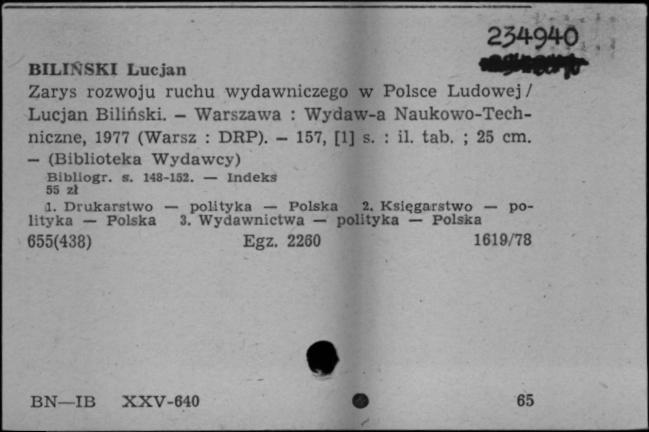 234940
BILIŃSKI Lucjan
Zarys rozwoju ruchu wydawniczego w Polsce Ludowej /
Lucjan Biliński. — Warszawa : Wydaw-a Naukowo-Tech-
niczne, 1977 (Warsz : DRP). — 157, [1] s. : il. tab. ; 25 cm.
— (Biblioteka Wydawcy)
Bibliogr. s. 148-152. — Indeks
55 zł
1. Drukarstwo — polityka — Polska 2. Księgarstwo — po-
lityka — Polska 3. Wydawnictwa — polityka — Polska
655(438) Egz. 2260 1619/78
BN—IB XXV-640 65